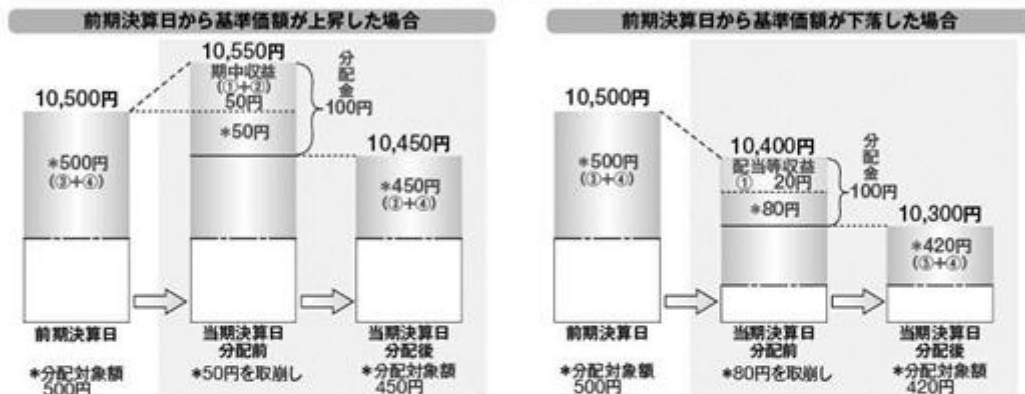 前期決算日から基準価額が上昇した場合
10,500円
*500円
(③+④)
前期決算日
*分配対象額
500円
10,550円
期中収益
(①+②)
50円
*50円
分配金
100円
当期決算日
分配前
*50円を取崩し
10,450円
*450円
(③+④)
当期決算日
分配後
*分配対象額
450円
前期決算日から基準価額が下落した場合
10,500円
*500円
(③+④)
前期決算日
*分配対象額
500円
10,400円
配当等収益
① 20円
*80円
分配金
100円
当期決算日
分配前
*80円を取崩し
10,300円
*420円
(③+④)
当期決算日
分配後
*分配対象額
420円